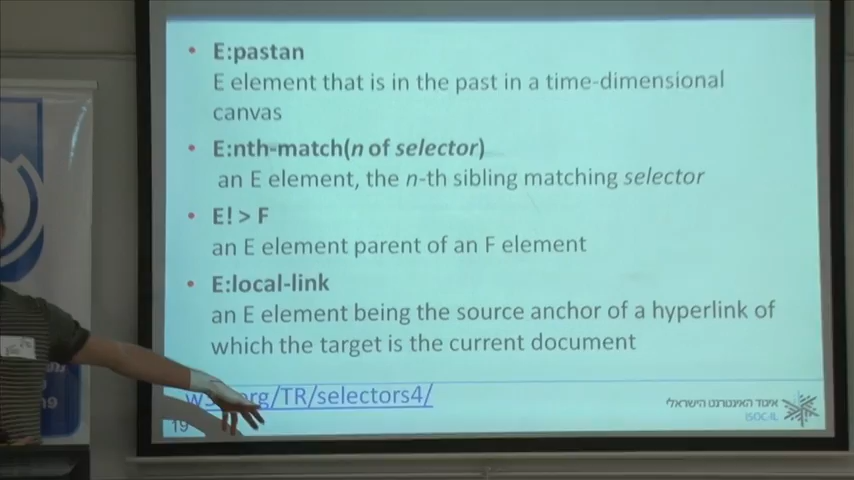 E:pastan
E element that is in the past in a time-dimensional
canvas
E:nth-match(n of selector)
an E element, the n-th sibling matching selector
E! > F
an E element parent of an F element
E:local-link
an E element being the source anchor of a hyperlink of
which the target is the current document
/TR/selectors4/
איגוד האינטרנט הישראלי
ISOC-IL
19